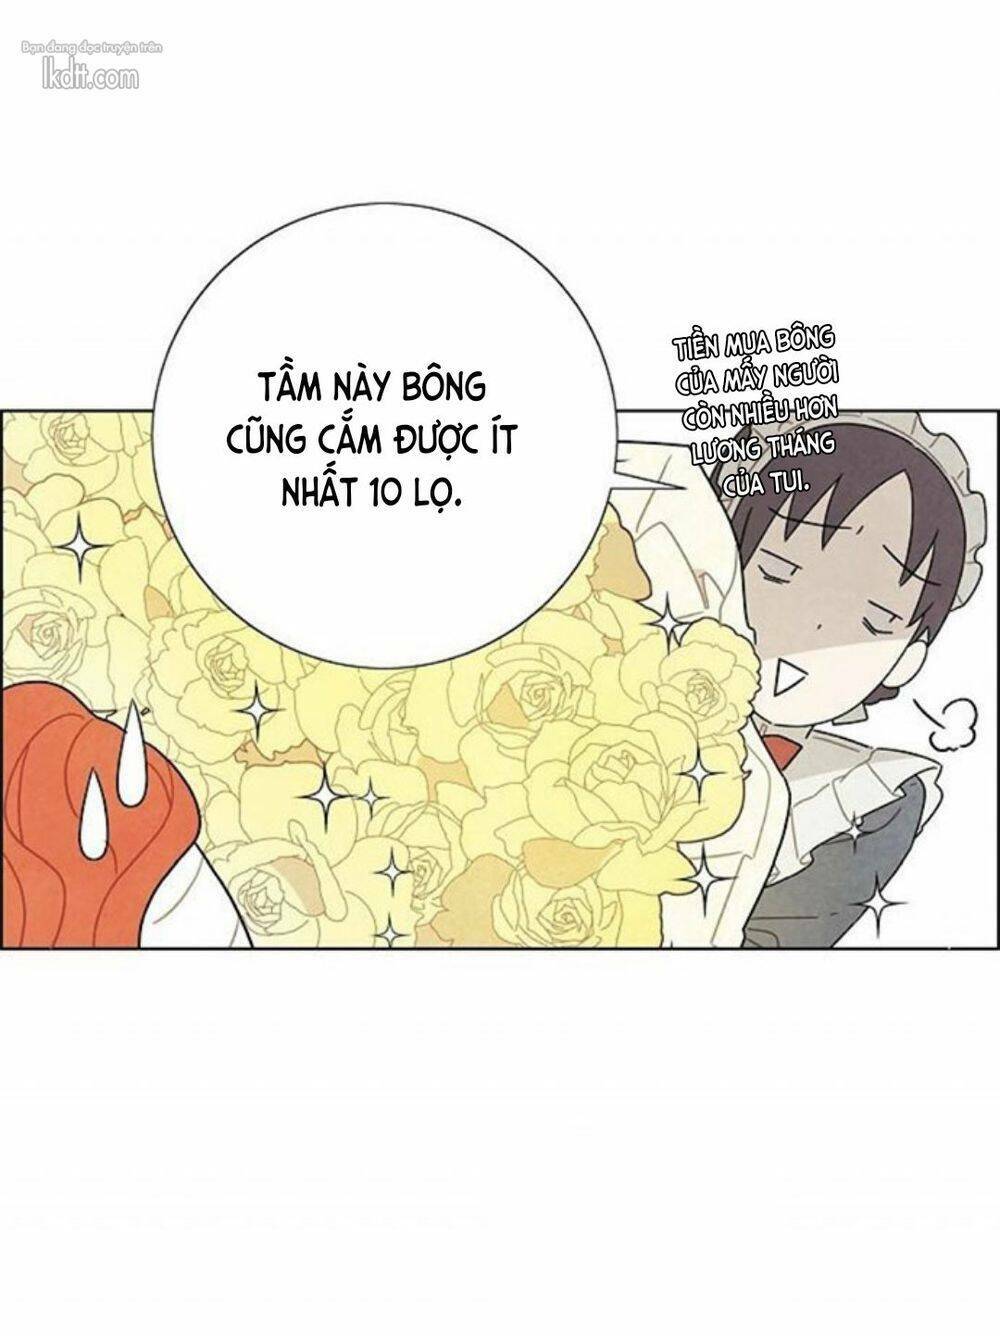 Bạn đang đọc truyện trên
lkdtt.com
TIỀN MUA BÔNG
CỦA MẤY NGƯỜI
CÒN NHIỀU HƠN
LƯƠNG THÁNG
CỦA TUI.
TẦM NÀY BÔNG
CŨNG CẮM ĐƯỢC ÍT
NHẤT 10 LỌ.